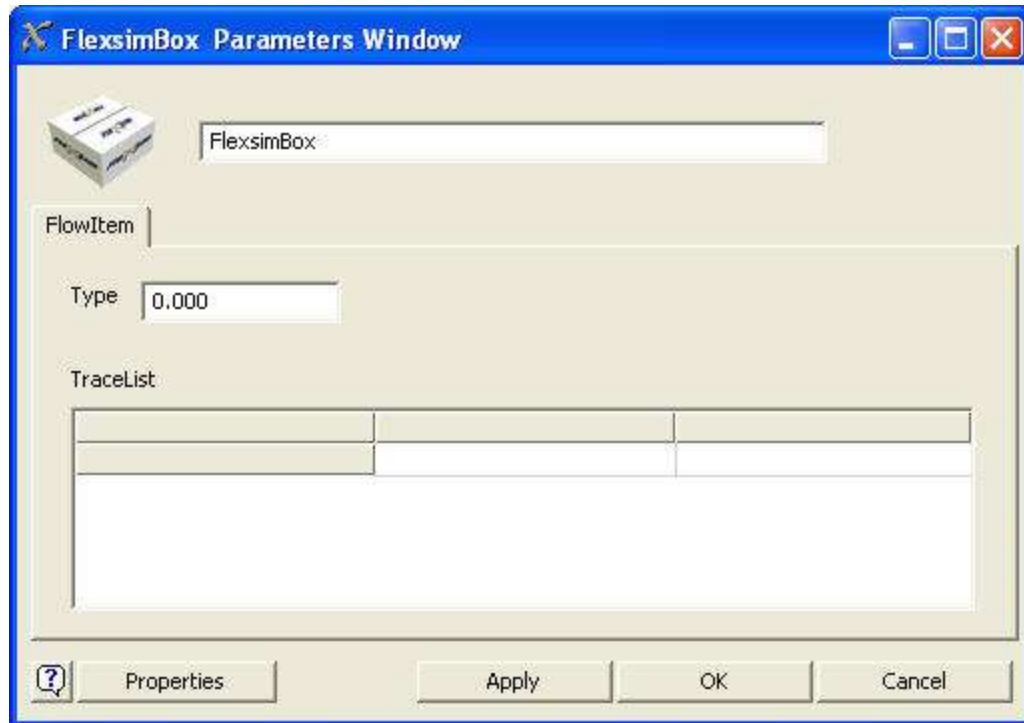 FlexsimBox Parameters Window
FlexsimBox
FlowItem
Type 0.000
TraceList
? Properties Apply OK Cancel